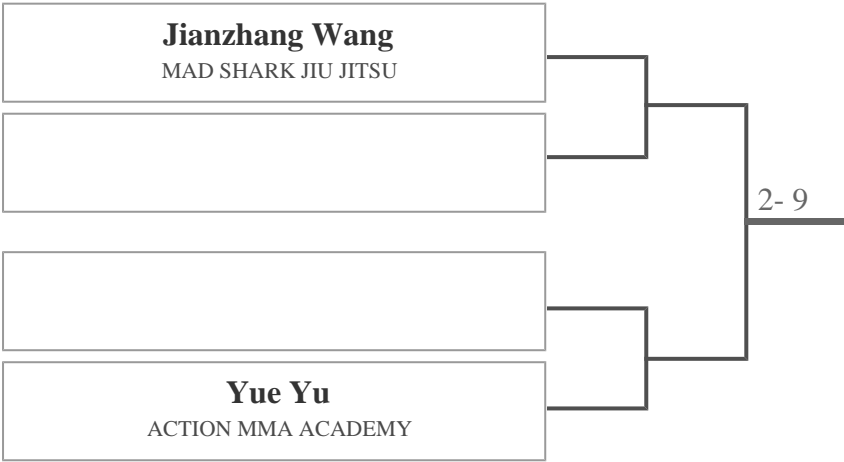 Jianzhang Wang
MAD SHARK JIU JITSU
2- 9
Yue Yu
ACTION MMA ACADEMY